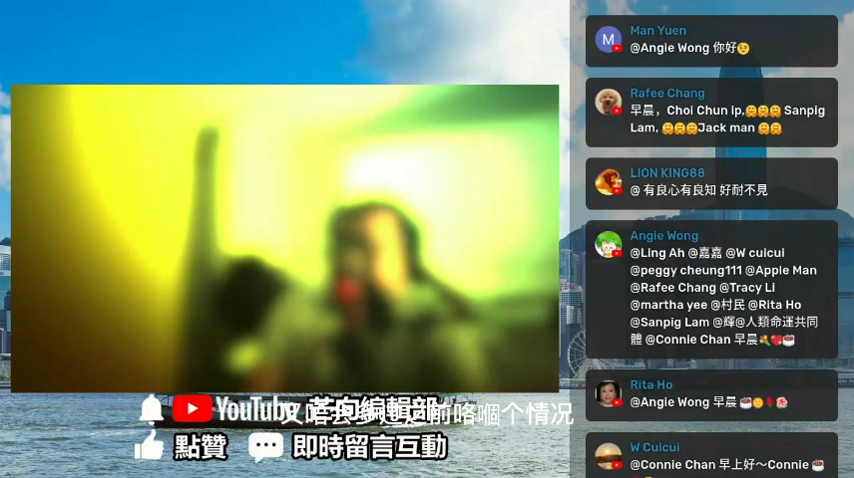 YouTube
个情况
點贊
即時留言互動
Man Yuen
@Angie Wong 你好
Rafee Chang
早晨，Choi Chun ip, Sanpig
Lam, Jack man
LION KING88
@ 有良心有良知 好耐不見
Angie Wong
@Ling Ah @嘉嘉 @W cuicui
@peggy cheung111 @Apple Man
@Rafee Chang @Tracy Li
@martha yee @村民 @Rita Ho
@Sanpig Lam @輝@人類命運共同
體 @Connie Chan 早晨
Rita Ho
@Angie Wong 早晨
W Cuicui
@Connie Chan 早上好～Connie